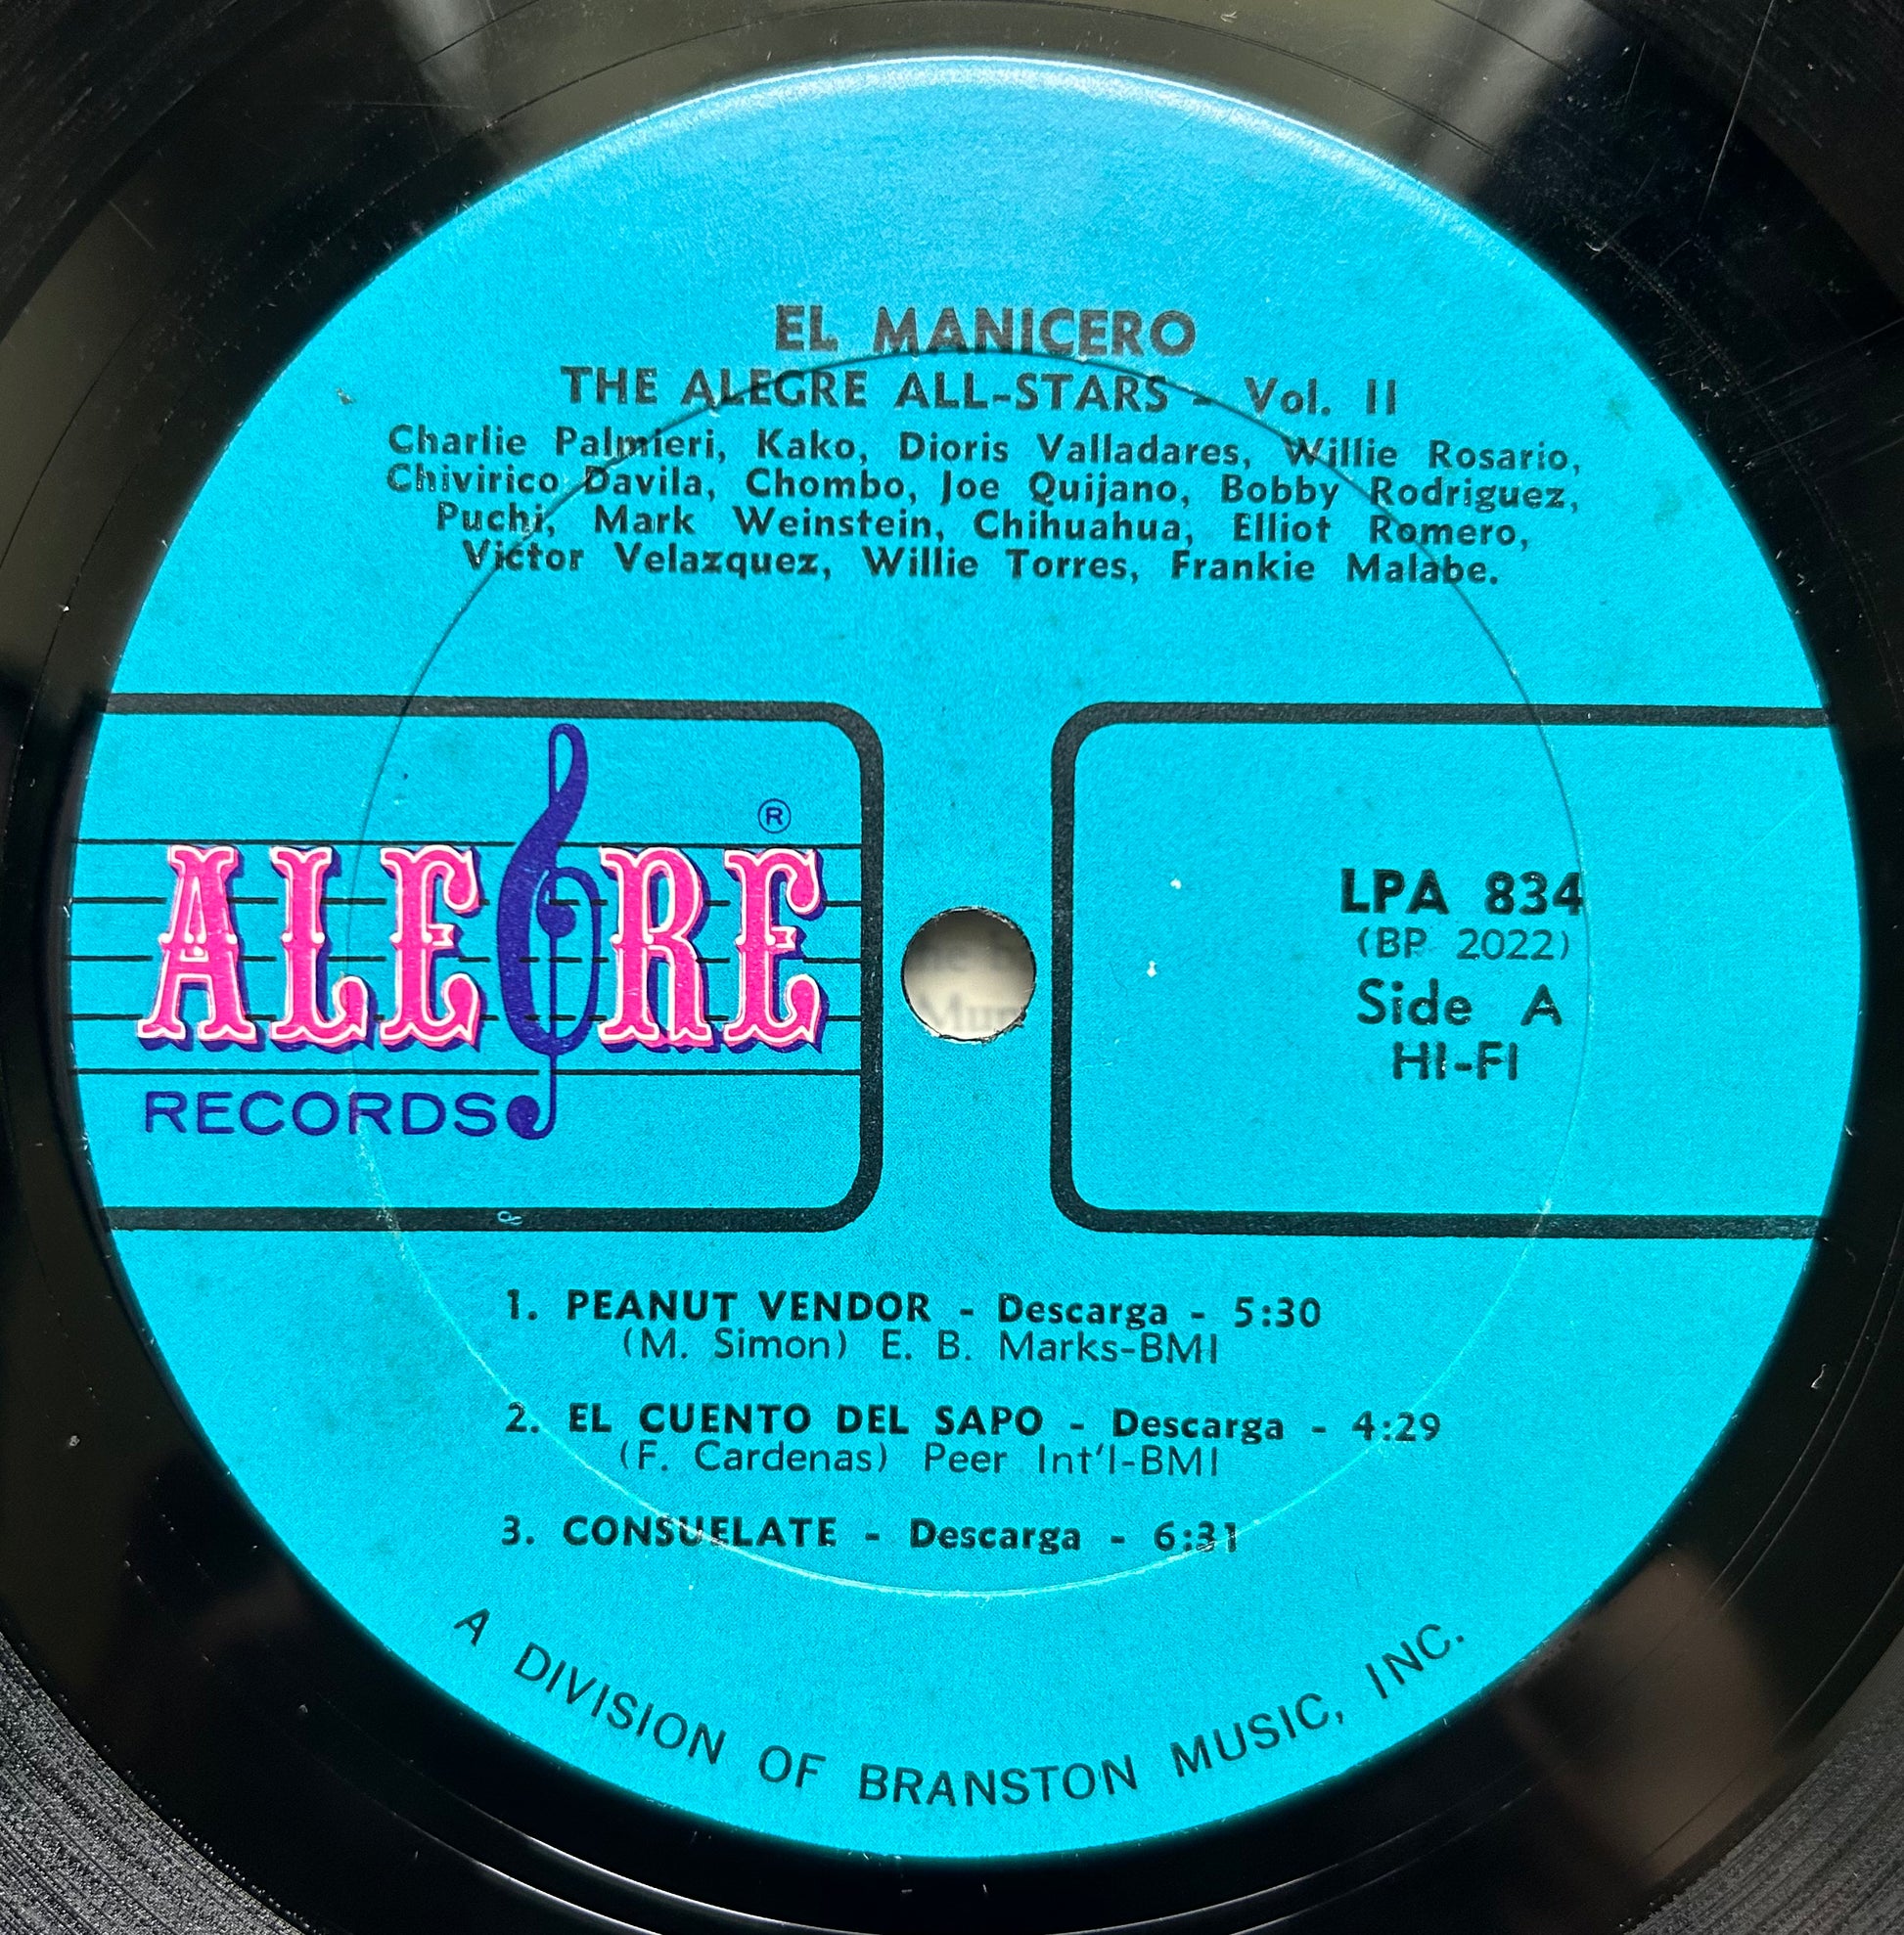 EL MANICERO
THE ALEGRE ALL-STARS - Vol. II
Charlie Palmieri, Kako, Dioris Valladares, Willie Rosario,
Chivirico Davila, Chombo, Joe Quijano, Bobby Rodriguez,
Puchi, Mark Weinstein, Chihuahua, Elliot Romero,
Victor Velazquez, Willie Torres, Frankie Malabe.
ALEGRE ®
RECORDS
LPA 834
(BP 2022)
Side A
HI-FI
1. PEANUT VENDOR - Descarga - 5:30
(M. Simon) E. B. Marks-BMI
2. EL CUENTO DEL SAPO - Descarga - 4:29
(F. Cardenas) Peer Int'l-BMI
3. CONSUELATE - Descarga - 6:31
A DIVISION OF BRANSTON MUSIC, INC.